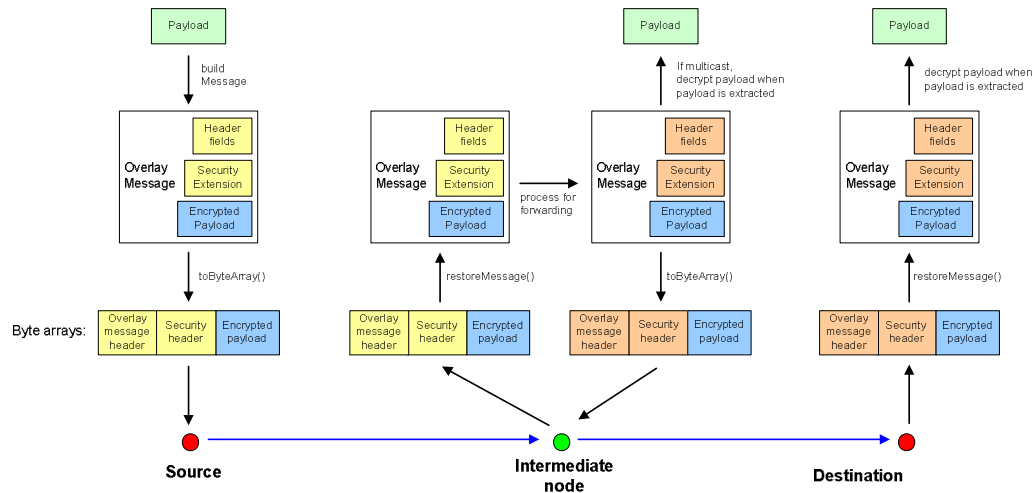 Payload
build
Message
Header
fields
Overlay
Message
Security
Extension
Encrypted
Payload
toByteArray()
Byte arrays:
Overlay
message
header
Security
header
Encrypted
payload
Source
Header
fields
Overlay
Message
Security
Extension
Encrypted
Payload
restoreMessage()
Overlay
message
header
Security
header
Encrypted
payload
process for
forwarding
Payload
If multicast,
decrypt payload when
payload is extracted
Header
fields
Overlay
Message
Security
Extension
Encrypted
Payload
toByteArray()
Overlay
message
header
Security
header
Encrypted
payload
Intermediate
node
Payload
decrypt payload when
payload is extracted
Header
fields
Overlay
Message
Security
Extension
Encrypted
Payload
restoreMessage()
Overlay
message
header
Security
header
Encrypted
payload
Destination